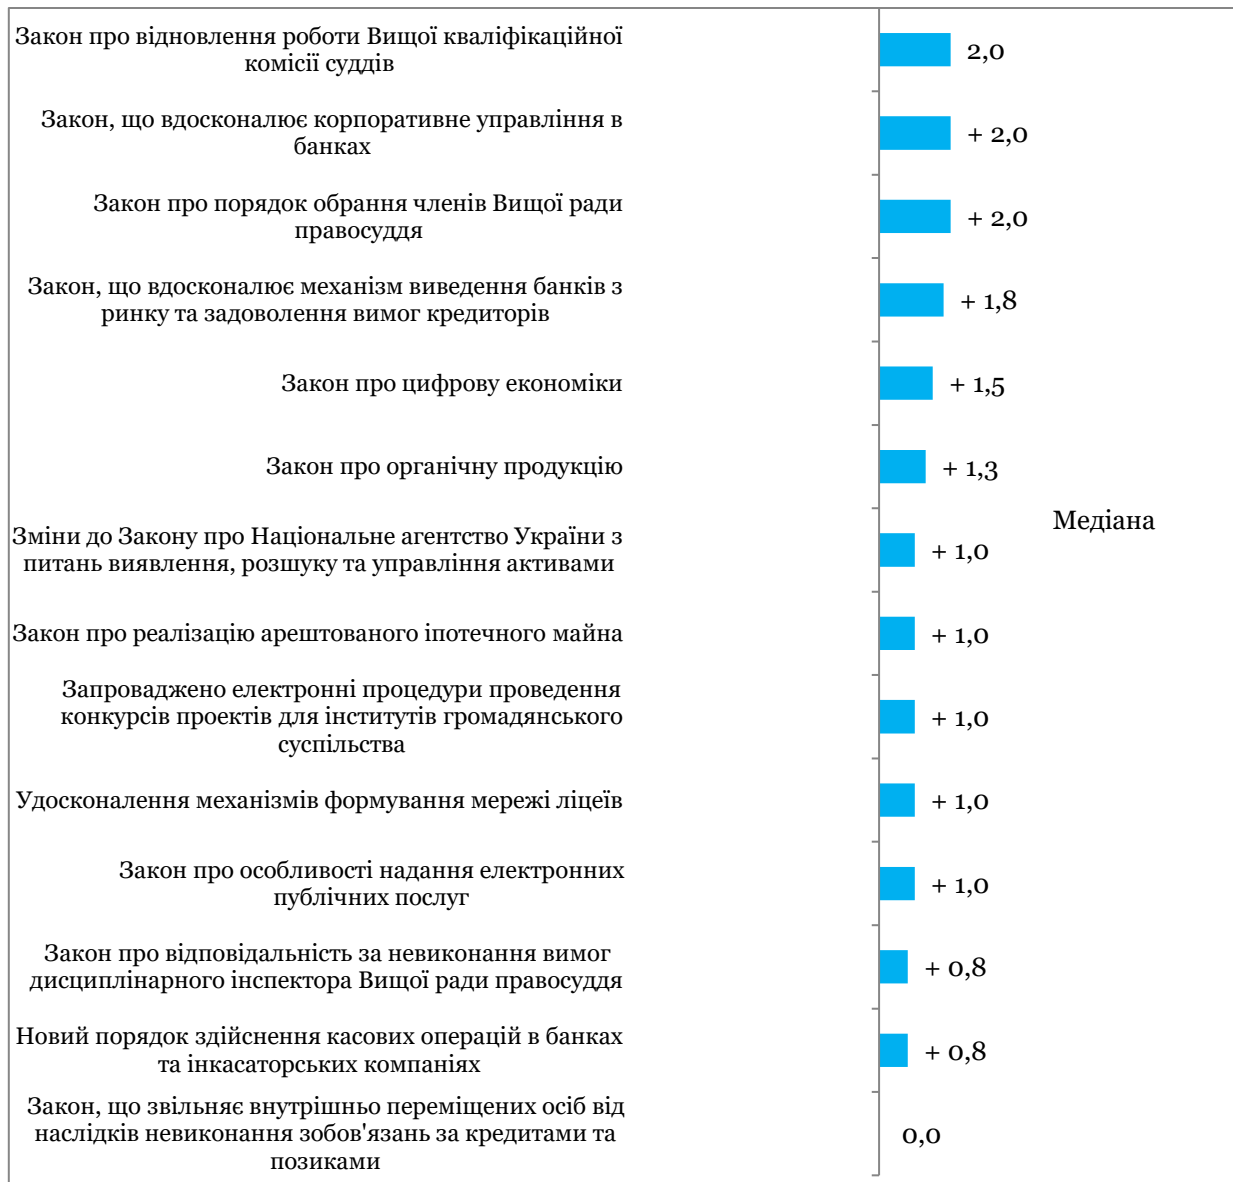 Закон про відновлення роботи Вищої кваліфікаційної
комісії суддів
2,0
Закон, що вдосконалює корпоративне управління в
банках
+ 2,0
Закон про порядок обрання членів Вищої ради
правосуддя
+ 2,0
Закон, що вдосконалює механізм виведення банків з
ринку та задоволення вимог кредиторів
+ 1,8
Закон про цифрову економіки
+ 1,5
Закон про органічну продукцію
+ 1,3
Медіана
Зміни до Закону про Національне агентство України з
питань виявлення, розшуку та управління активами
+ 1,0
Закон про реалізацію арештованого іпотечного майна
+ 1,0
Запроваджено електронні процедури проведення
конкурсів проектів для інститутів громадянського
суспільства
+ 1,0
Удосконалення механізмів формування мережі ліцеїв
+ 1,0
Закон про особливості надання електронних
публічних послуг
+ 1,0
Закон про відповідальність за невиконання вимог
дисциплінарного інспектора Вищої ради правосуддя
+ 0,8
Новий порядок здійснення касових операцій в банках
та інкасаторських компаніях
+ 0,8
Закон, що звільняє внутрішньо переміщених осіб від
наслідків невиконання зобов'язань за кредитами та
позиками
0,0